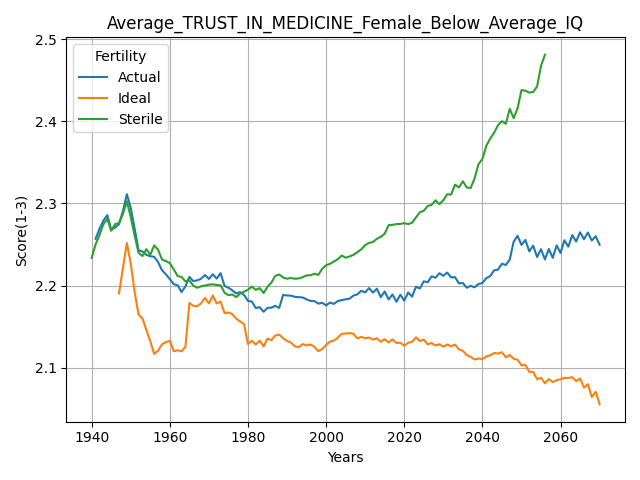 Average_TRUST_IN_MEDICINE_Female_Below_Average_IQ
Fertility
Actual
Ideal
Sterile
Score(1-3)
2.5
2.4
2.3
2.2
2.1
1940 1960 1980 2000 2020 2040 2060
Years